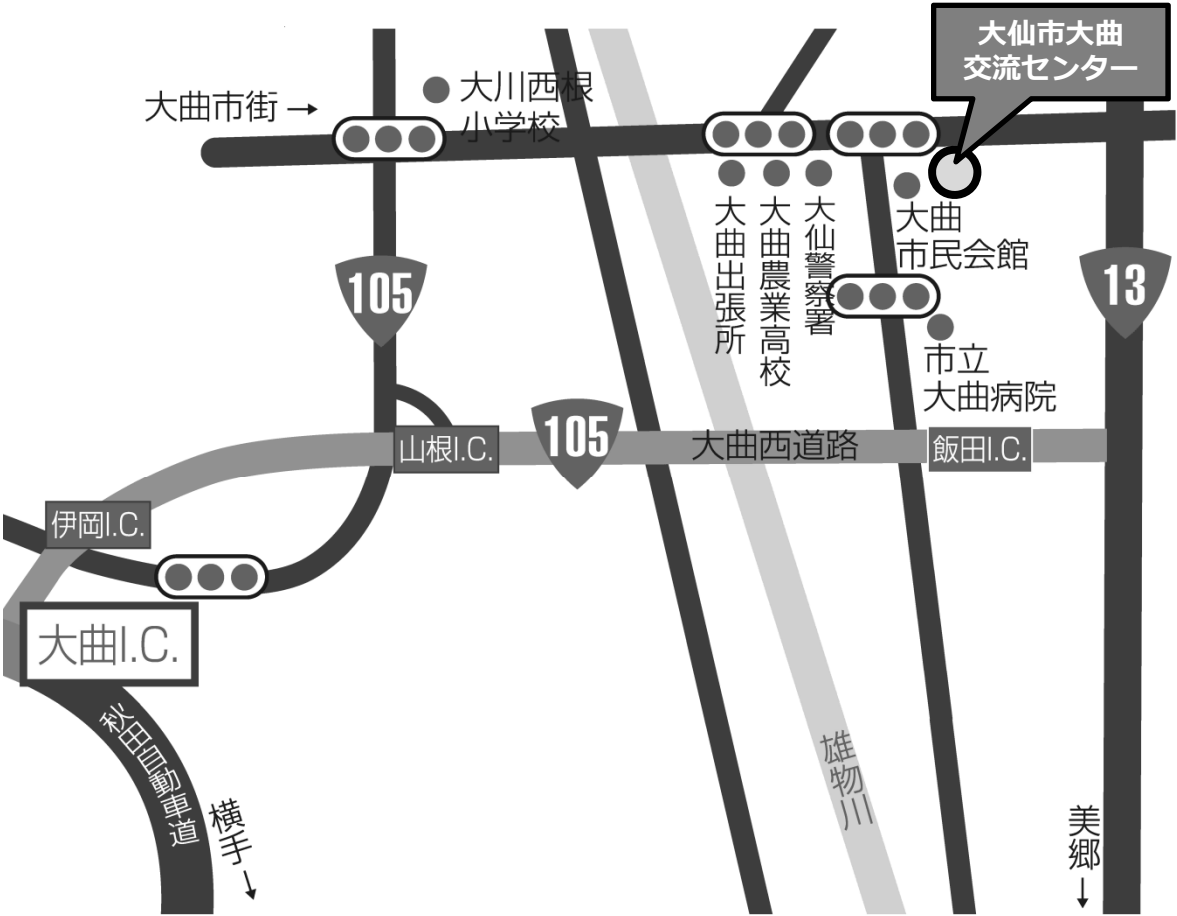 大仙市大曲
交流センター
大曲市街→
大川西根
小学校
大曲出張所
大曲農業高校
大仙警察署
大曲
市民会館
105
13
市立
大曲病院
山根I.C.
105
大曲西道路
飯田I.C.
伊岡I.C.
大曲I.C.
秋田自動車道
横手→
雄物川
美郷→